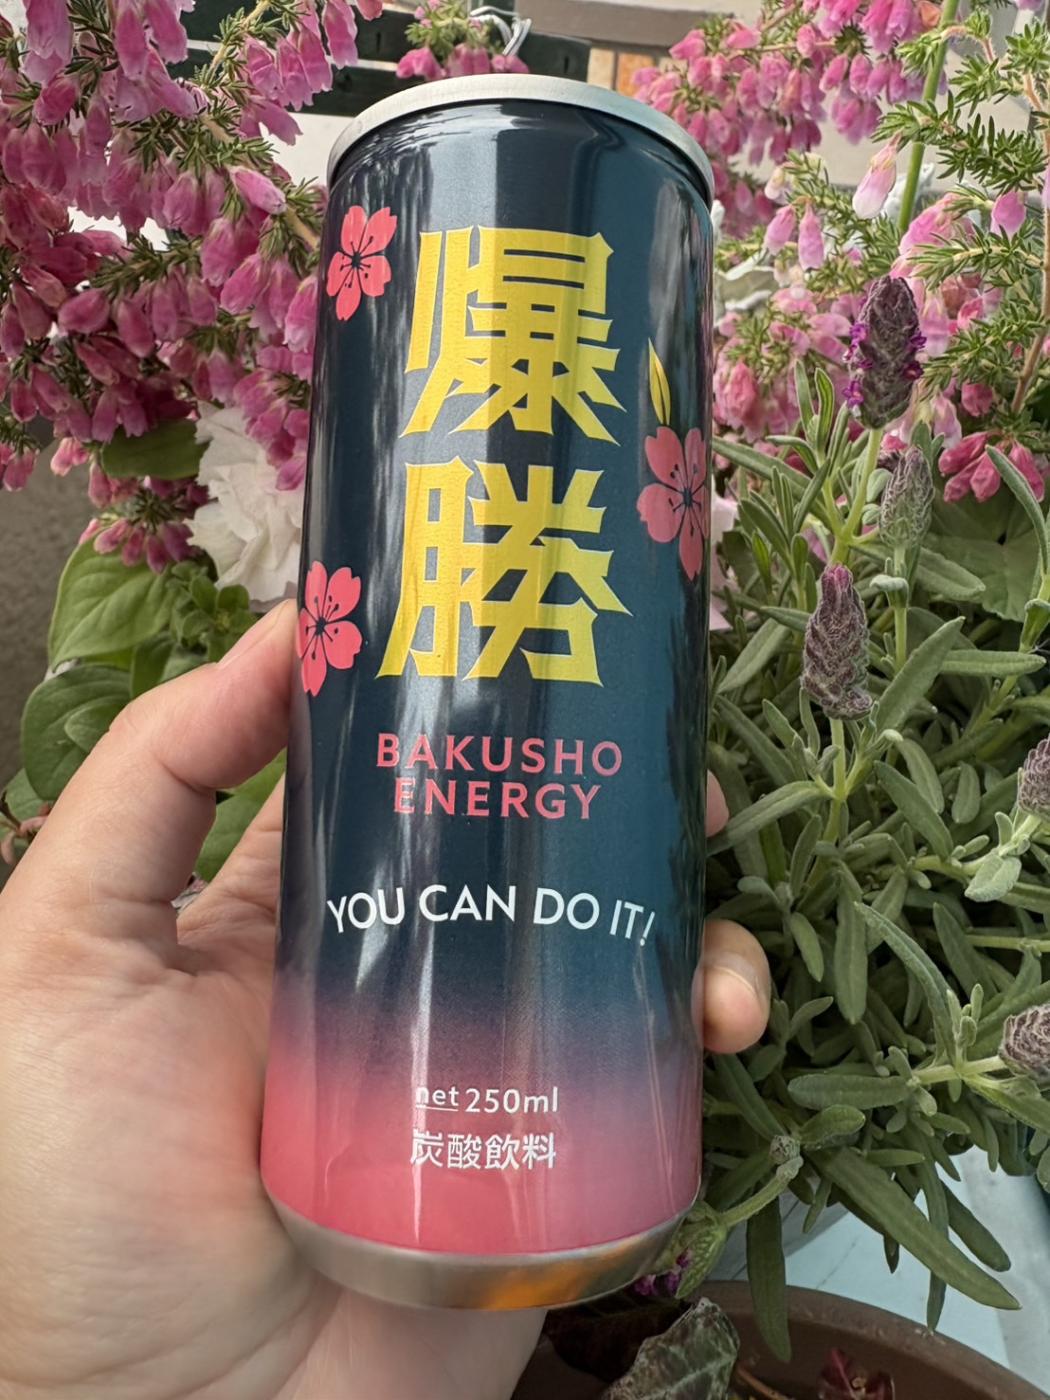 爆
勝
BAKUSHO
ENERGY
YOU CAN DO IT!
net 250ml
炭酸飲料